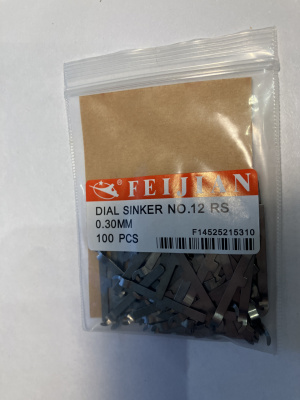 FEIJIAN
DIAL SINKER NO.12 RS
0.30MM
100 PCS
F14525215310